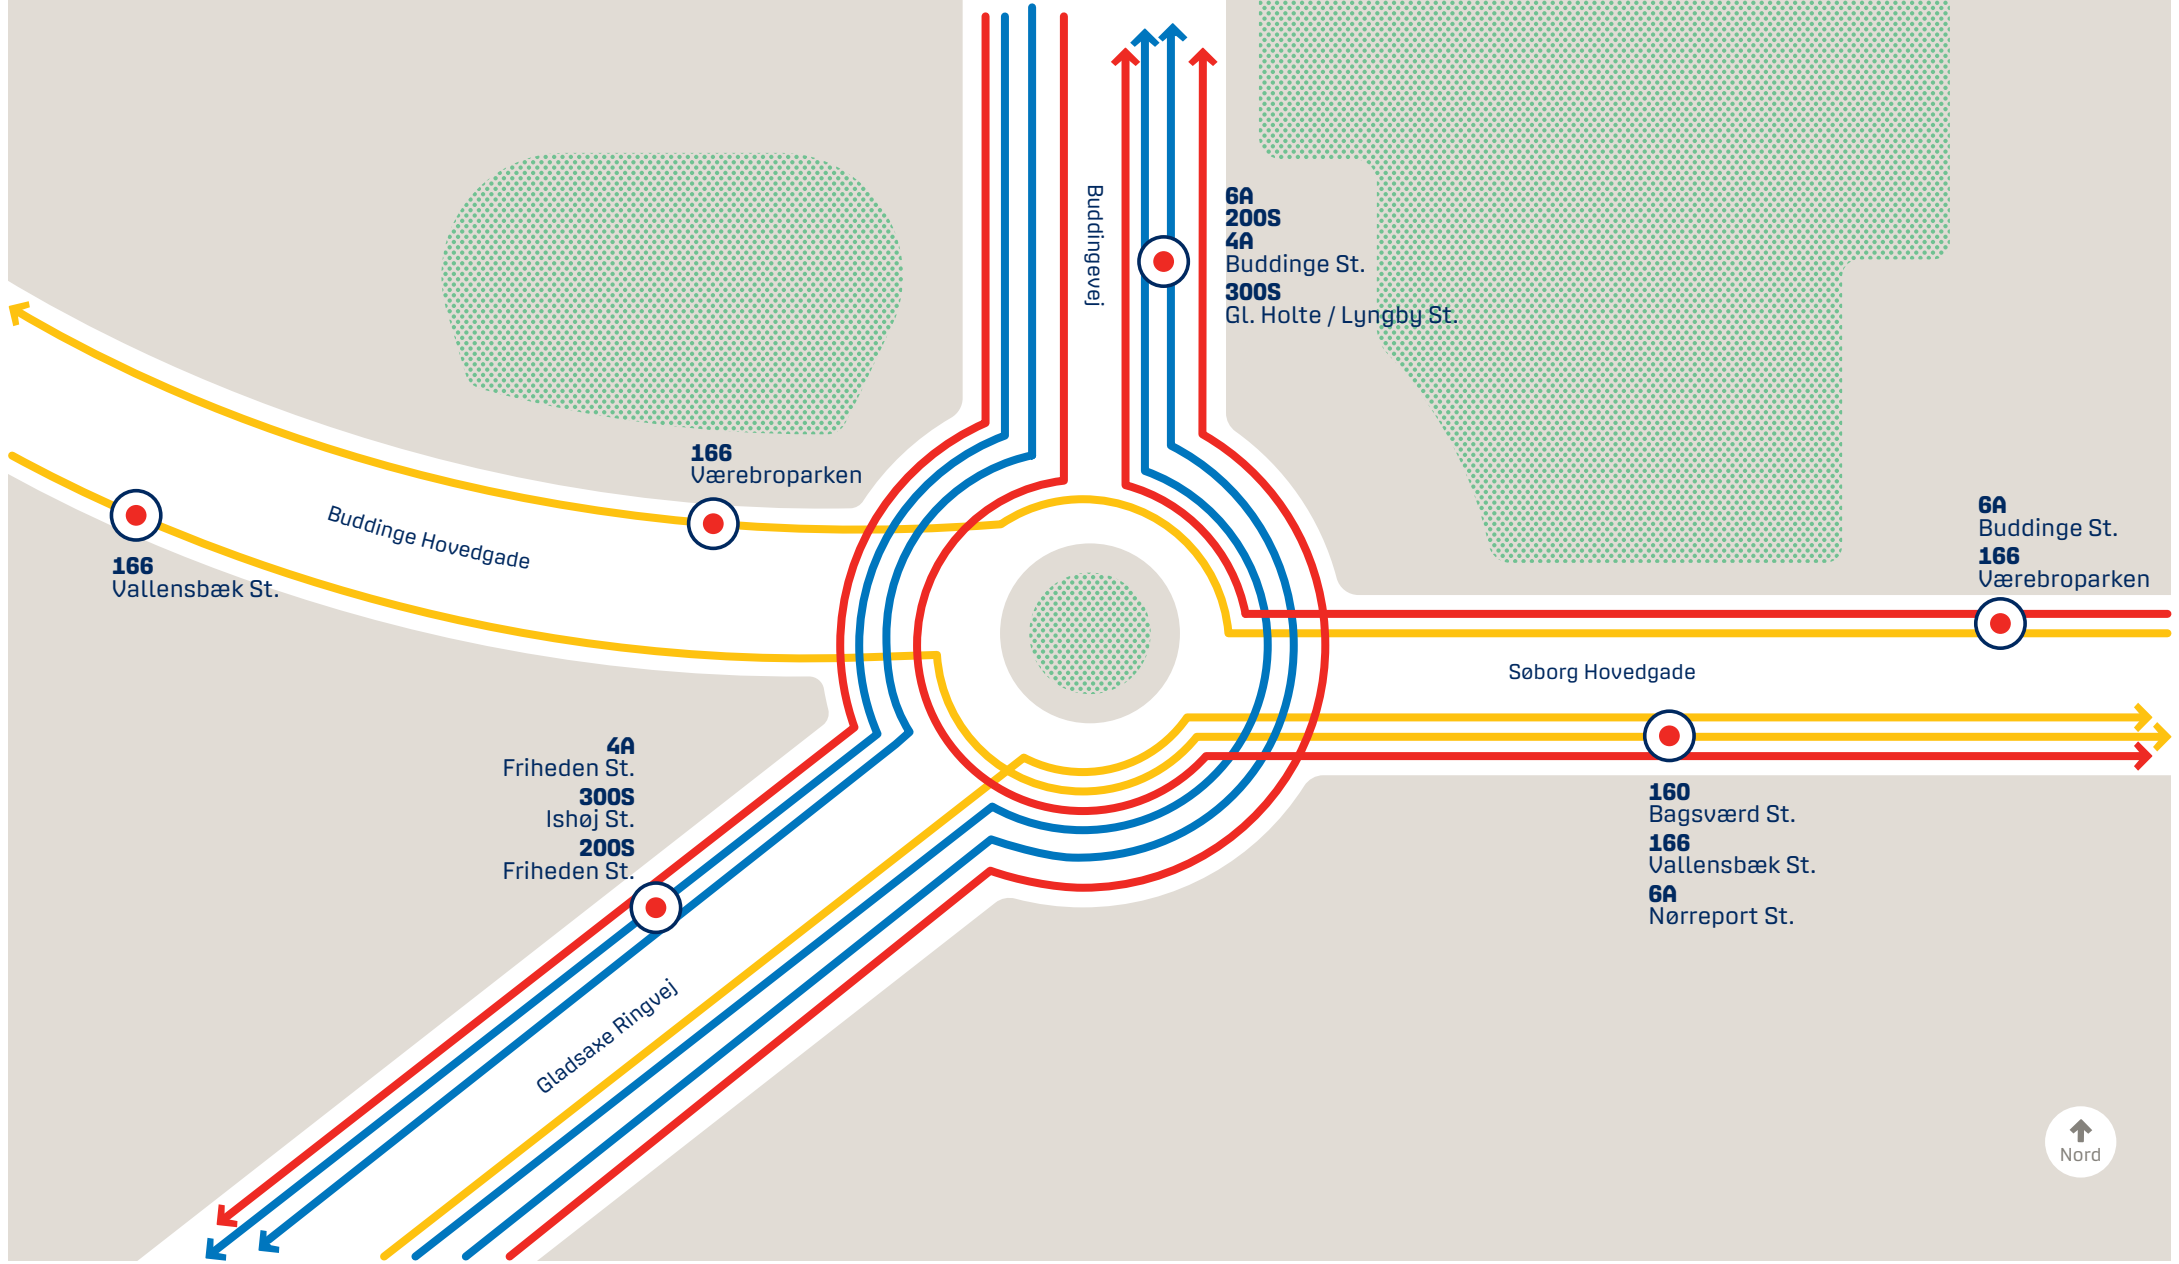 Buddingevej
6A
200S
4A
Buddinge St.
300S
Gl. Holte / Lyngby St.
166
Værebroparken
Buddinge Hovedgade
166
Vallensbæk St.
6A
Buddinge St.
166
Værebroparken
Søborg Hovedgade
4A
Friheden St.
300S
Ishøj St.
200S
Friheden St.
160
Bagsværd St.
166
Vallensbæk St.
6A
Nørreport St.
Gladsaxe Ringvej
Nord